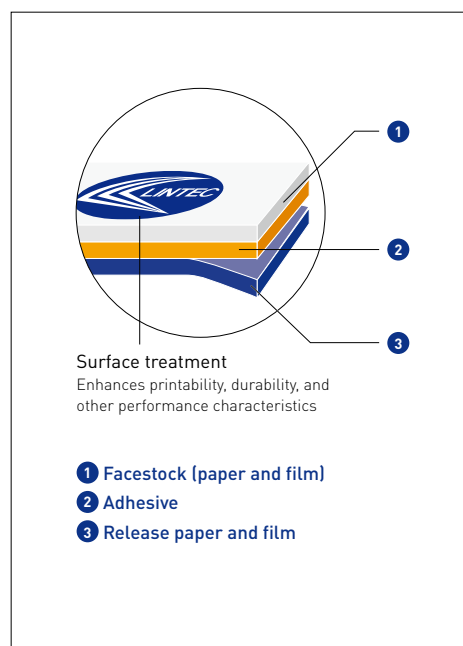 1
LINTEC
2
3
Surface treatment
Enhances printability, durability, and
other performance characteristics
1 Facestock (paper and film)
2 Adhesive
3 Release paper and film